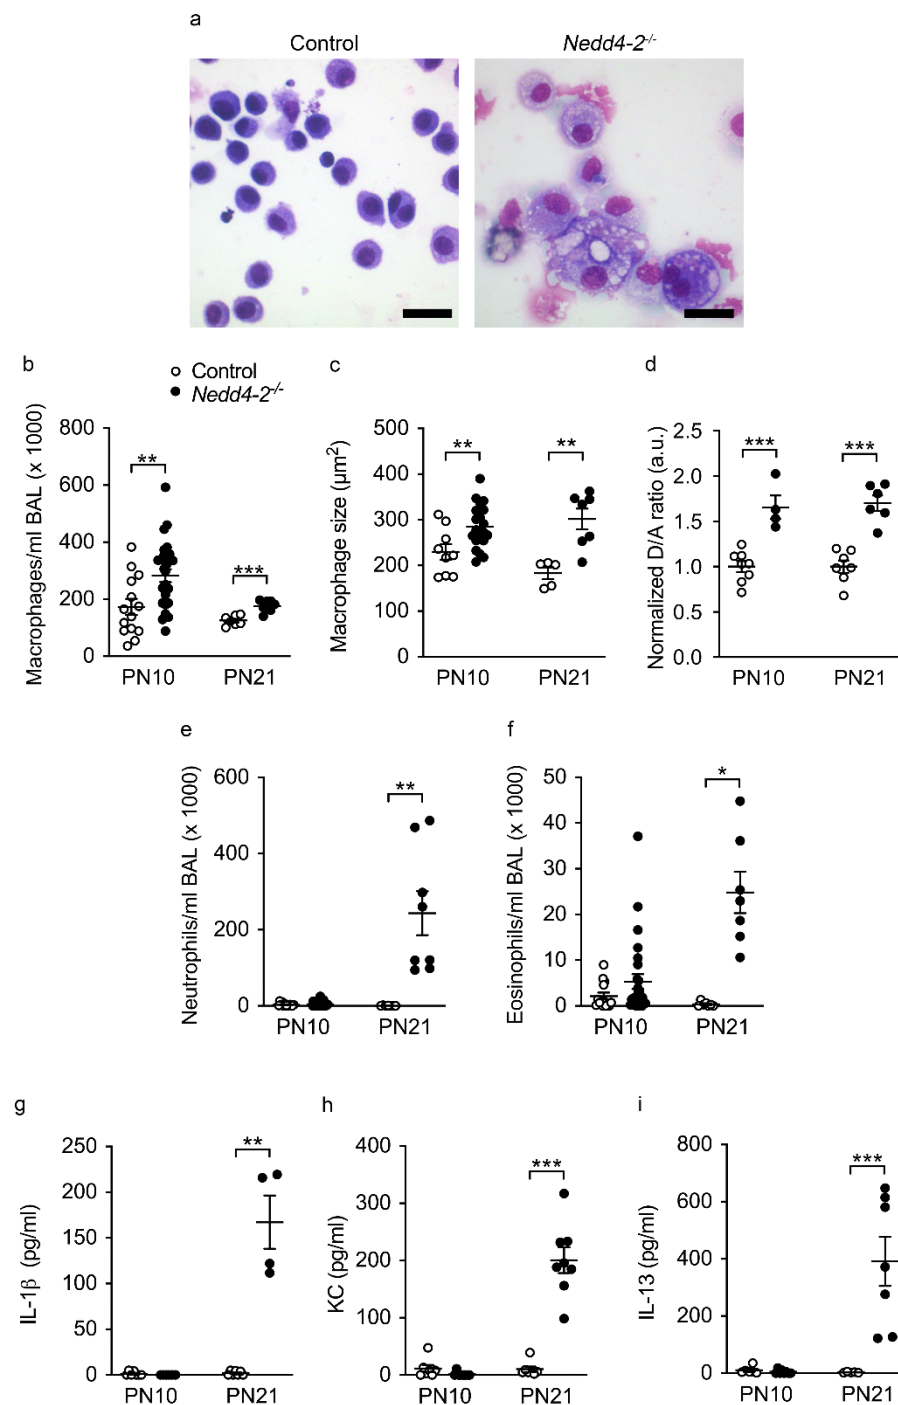 a
Control
Nedd4-2-/-
b
Control
Nedd4-2-/-
Macrophages/ml BAL (x 1000)
800
600
400
200
0
**
***
PN10
PN21
c
Macrophage size (µm²)
500
400
300
200
100
0
**
**
PN10
PN21
d
Normalized D/A ratio (a.u.)
2.5
2.0
1.5
1.0
0.5
0.0
***
***
PN10
PN21
e
Neutrophils/ml BAL (x 1000)
600
400
200
0
**
PN10
PN21
f
Eosinophils/ml BAL (x 1000)
50
40
30
20
10
0
*
PN10
PN21
g
IL-1β (pg/ml)
250
200
150
100
50
0
**
PN10
PN21
h
KC (pg/ml)
400
300
200
100
0
***
PN10
PN21
i
IL-13 (pg/ml)
800
600
400
200
0
***
PN10
PN21